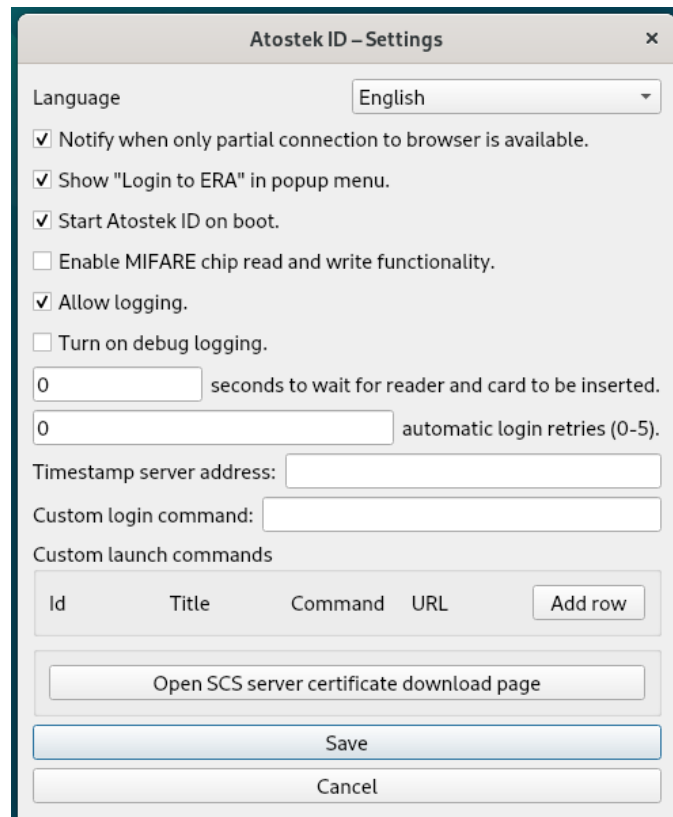 Atostek ID – Settings ×
Language English
Notify when only partial connection to browser is available.
Show "Login to ERA" in popup menu.
Start Atostek ID on boot.
Enable MIFARE chip read and write functionality.
Allow logging.
Turn on debug logging.
0 seconds to wait for reader and card to be inserted.
0 automatic login retries (0-5).
Timestamp server address:
Custom login command:
Custom launch commands
Id Title Command URL Add row
Open SCS server certificate download page
Save
Cancel